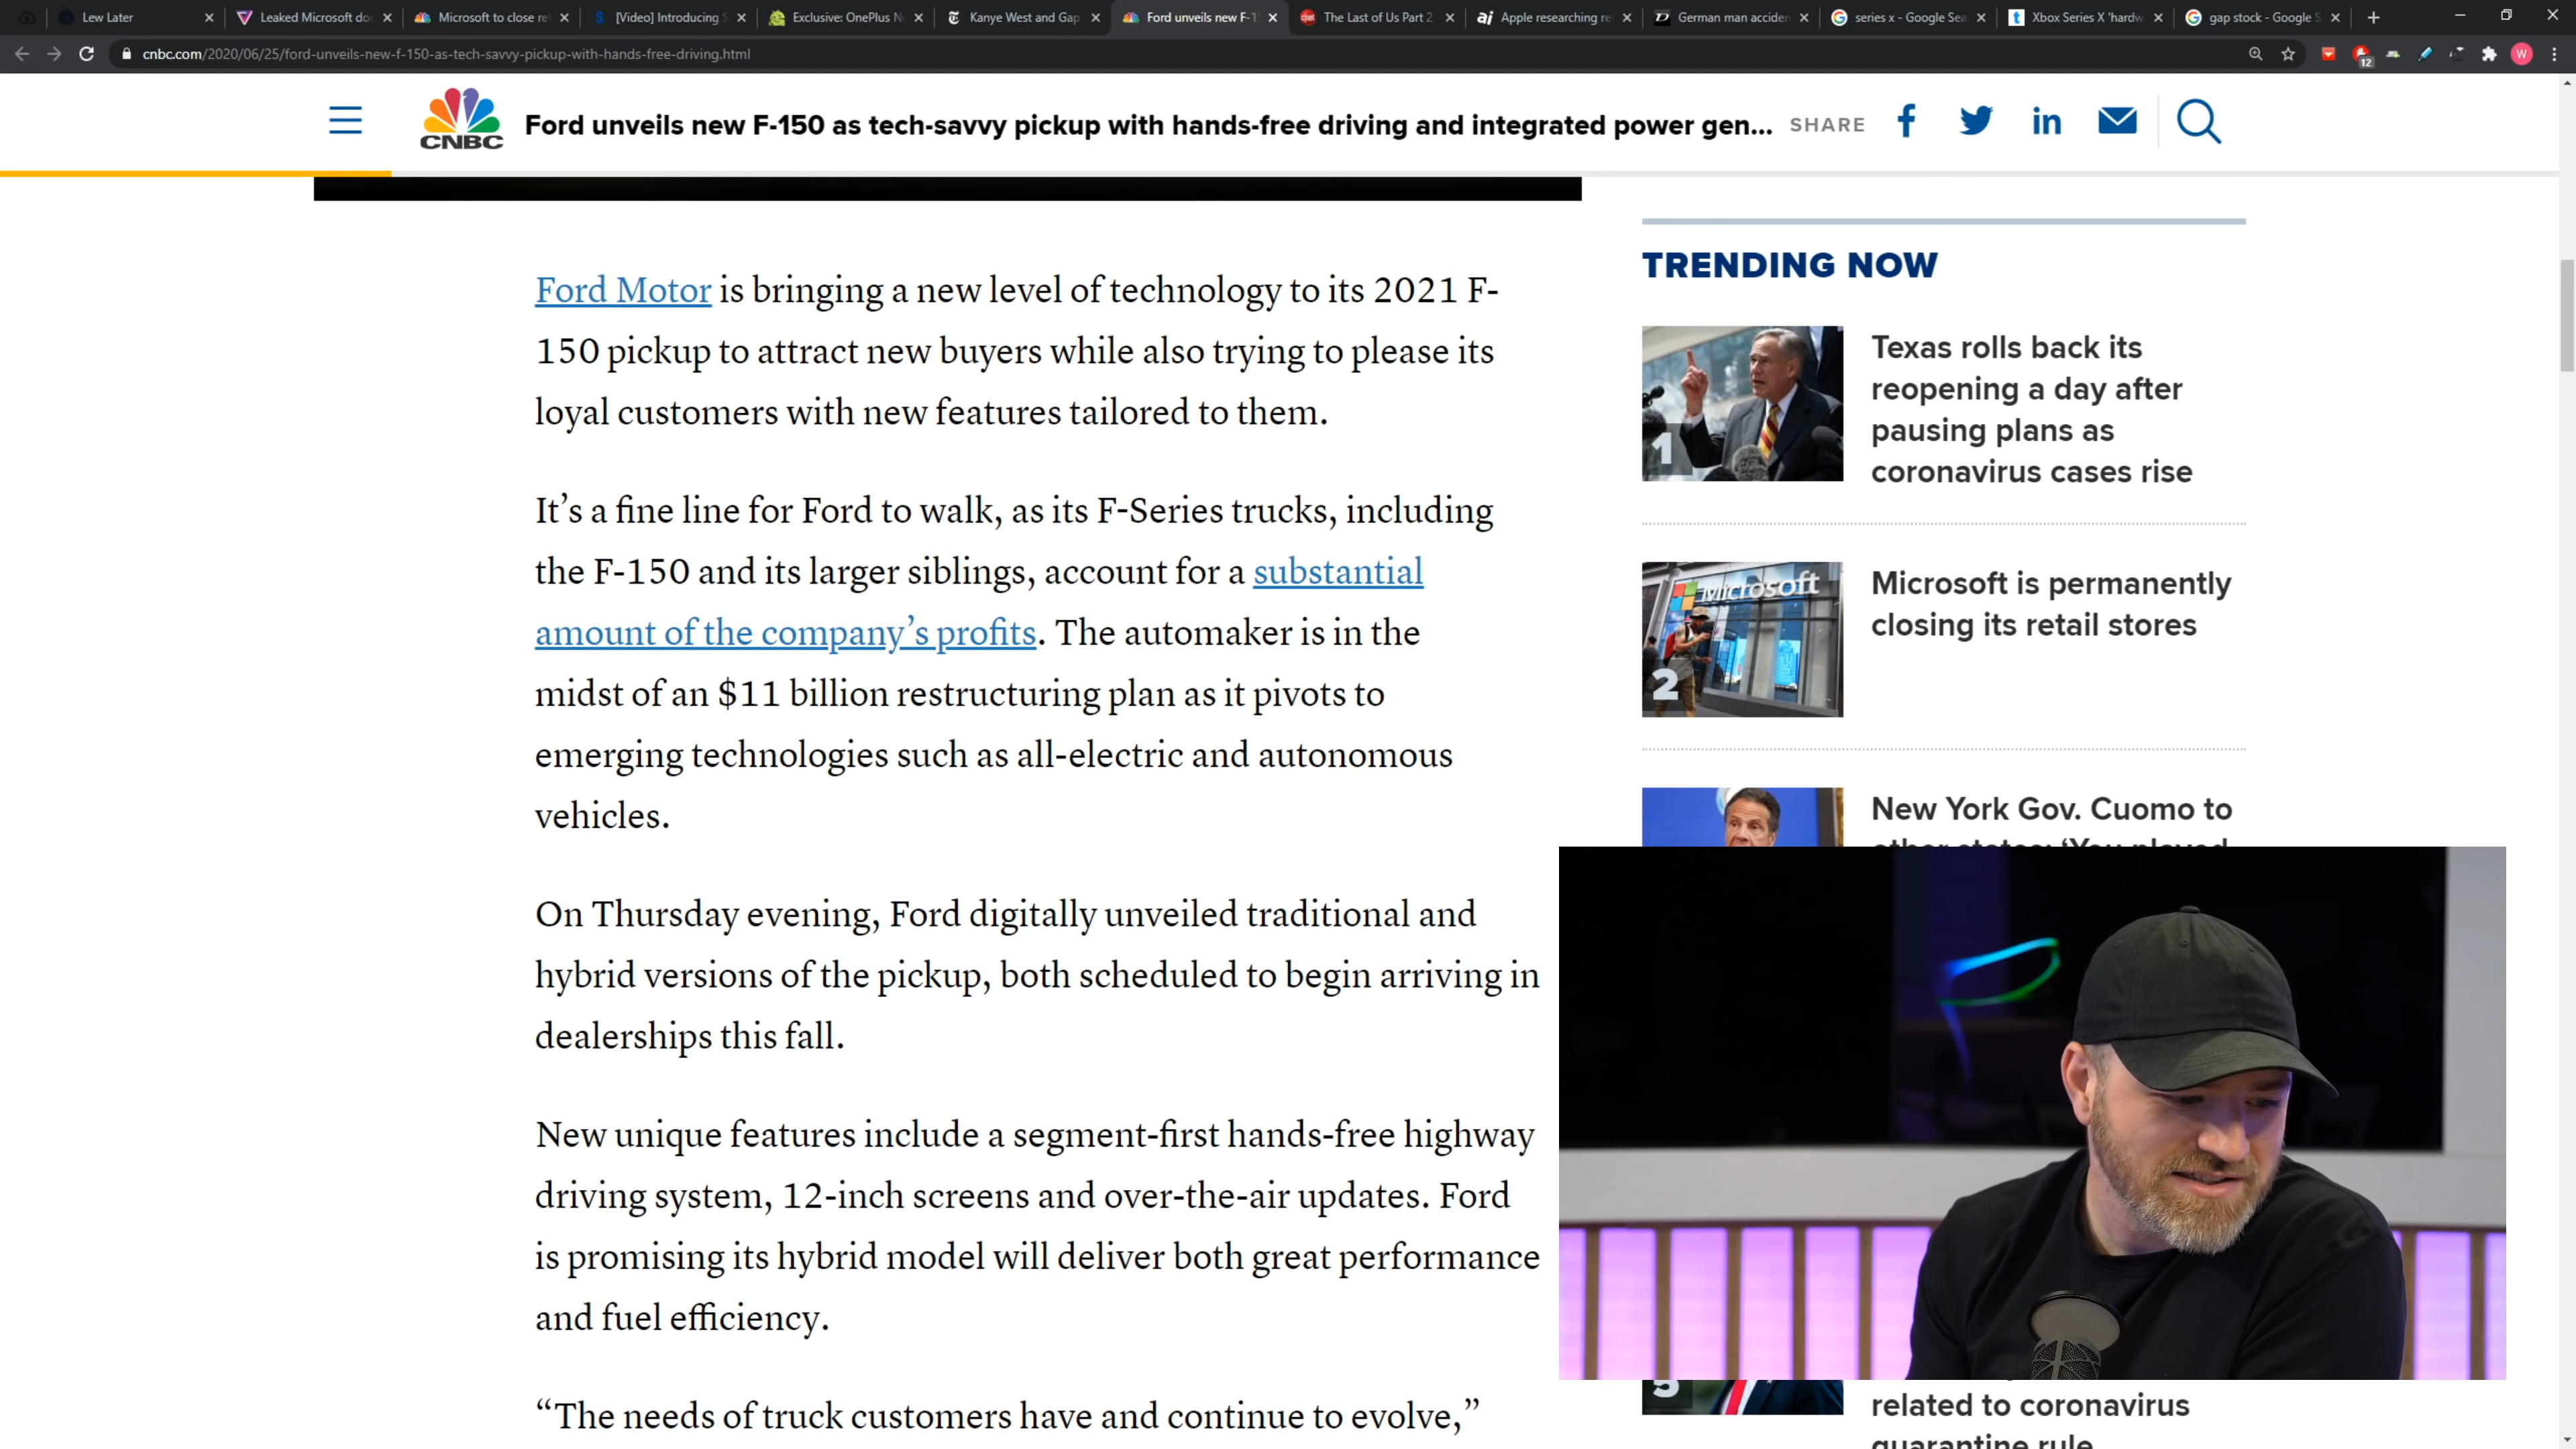 Lew Later
Leaked Microsoft do
Microsoft to close re
[Video] Introducing S
Exclusive: OnePlus N
Kanye West and Gap
Ford unveils new F-1
The Last of Us Part 2
Apple researching re
German man acciden
series x - Google Sea
Xbox Series X 'hardw
gap stock - Google S
cnbc.com/2020/06/25/ford-unveils-new-f-150-as-tech-savvy-pickup-with-hands-free-driving.html
12
W
CNBC
Ford unveils new F-150 as tech-savvy pickup with hands-free driving and integrated power gen...
SHARE
Ford Motor is bringing a new level of technology to its 2021 F-
150 pickup to attract new buyers while also trying to please its
loyal customers with new features tailored to them.
It’s a fine line for Ford to walk, as its F-Series trucks, including
the F-150 and its larger siblings, account for a substantial
amount of the company’s profits. The automaker is in the
midst of an $11 billion restructuring plan as it pivots to
emerging technologies such as all-electric and autonomous
vehicles.
On Thursday evening, Ford digitally unveiled traditional and
hybrid versions of the pickup, both scheduled to begin arriving in
dealerships this fall.
New unique features include a segment-first hands-free highway
driving system, 12-inch screens and over-the-air updates. Ford
is promising its hybrid model will deliver both great performance
and fuel efficiency.
“The needs of truck customers have and continue to evolve,”
TRENDING NOW
1
Texas rolls back its
reopening a day after
pausing plans as
coronavirus cases rise
Microsoft
2
Microsoft is permanently
closing its retail stores
New York Gov. Cuomo to
other states: ‘You played
5
related to coronavirus
quarantine rule